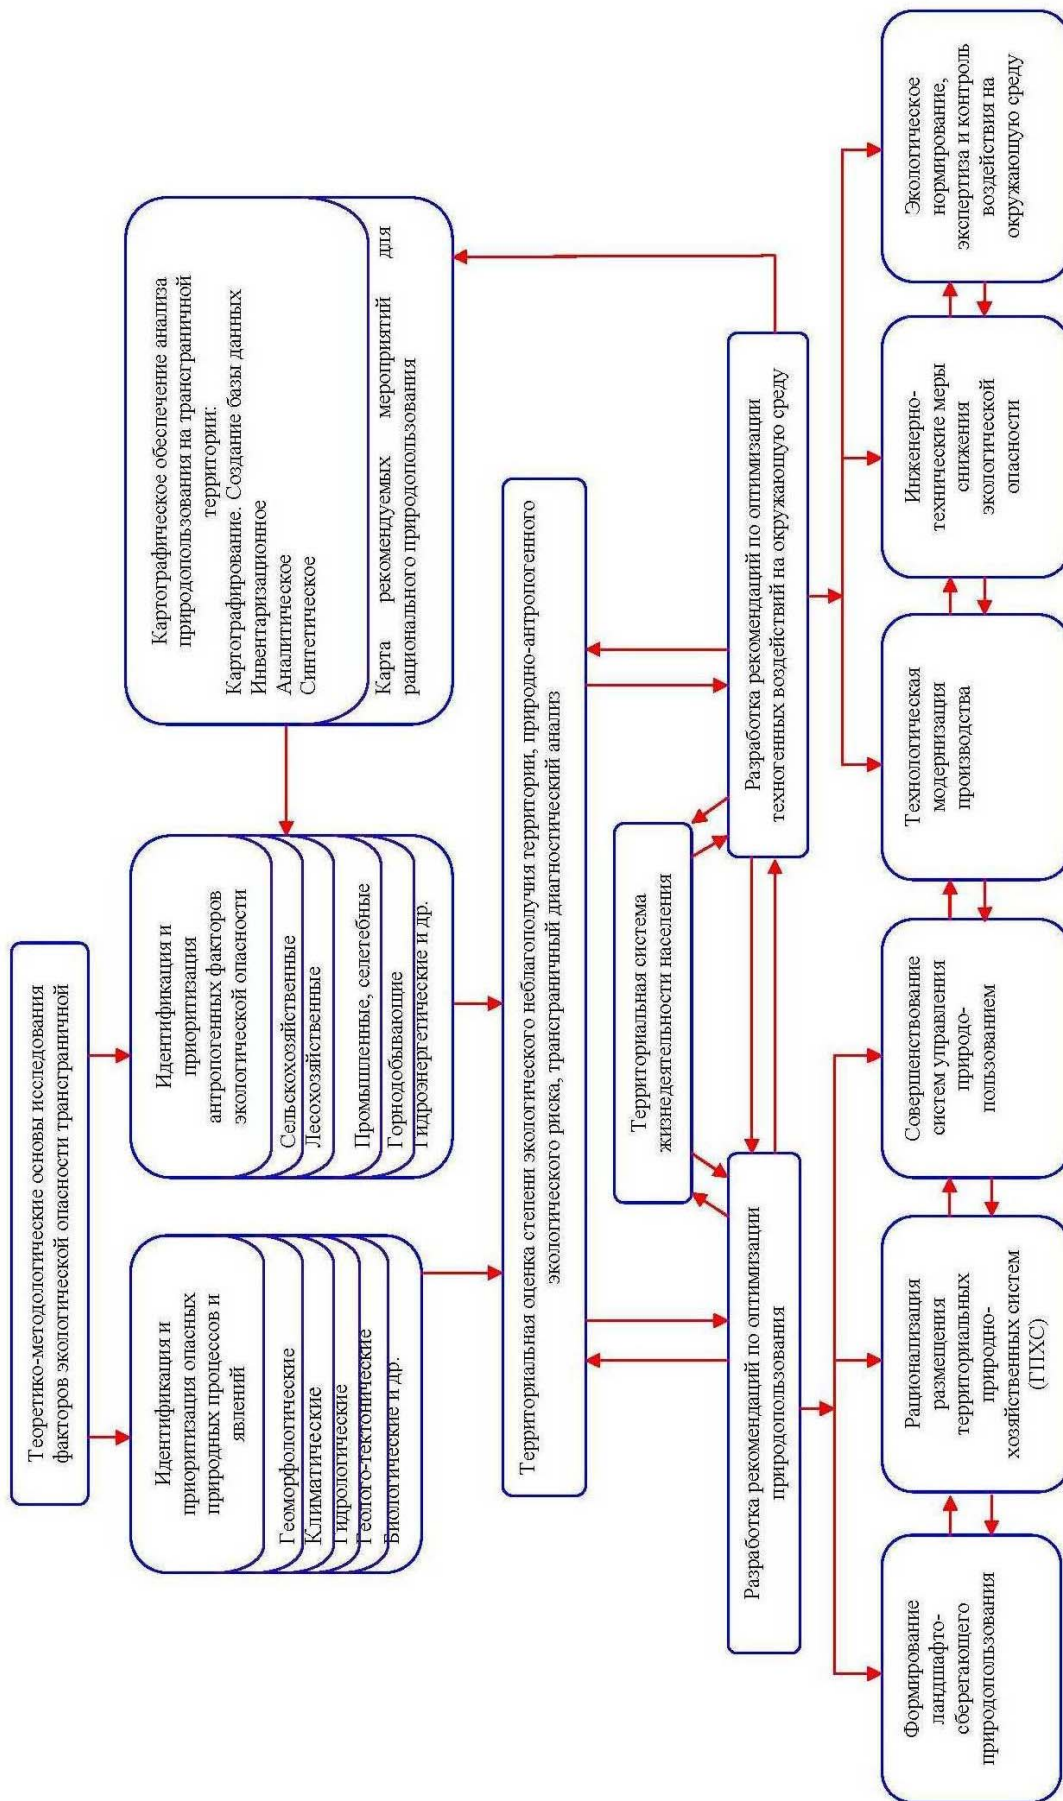 Теоретико-методологические основы исследования
факторов экологической опасности трансграничной
Идентификация и
приоритизация опасных
природных процессов и
явлений
Геоморфологические
Климатические
Гидрологические
Геолого-тектонические
Биологические и др.
Идентификация и
приоритизация
антропогенных факторов
экологической опасности
Сельскохозяйственные
Лесохозяйственные
Промышленные, селетебные
Горнодобывающие
Гидроэнергетические и др.
Картографическое обеспечение анализа
природопользования на трансграничной
территории:
Картографирование. Создание базы данных
Инвентаризационное
Аналитическое
Синтетическое
Карта рекомендуемых мероприятий для
рационального природопользования
Территориальная оценка степени экологического неблагополучия территории, природно-антропогенного
экологического риска, трансграничный диагностический анализ
Территориальная система
жизнедеятельности населения
Разработка рекомендаций по оптимизации
природопользования
Разработка рекомендаций по оптимизации
техногенных воздействий на окружающую среду
Формирование
ландшафто-
сберегающего
природопользования
Рационализация
размещения
территориальных
природно-
хозяйственных систем
(ТПХС)
Совершенствование
систем управления
природо-
пользованием
Технологическая
модернизация
производства
Инженерно-
технические меры
снижения
экологической
опасности
Экологическое
нормирование,
экспертиза и контроль
воздействия на
окружающую среду